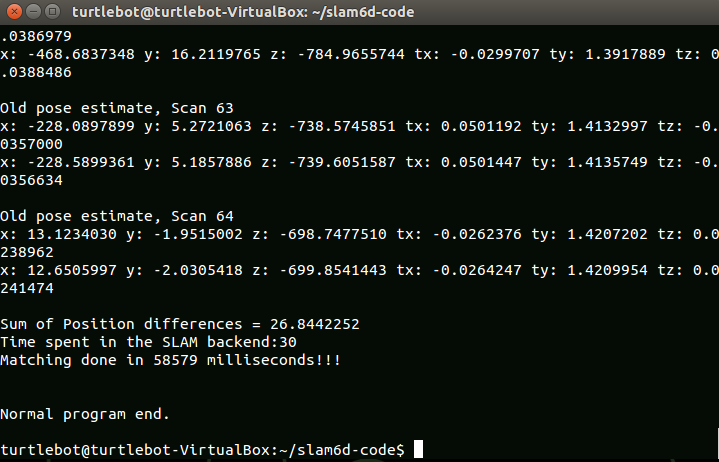 turtlebot@turtlebot-VirtualBox: ~/slam6d-code
.0386979
x: -468.6837348 y: 16.2119765 z: -784.9655744 tx: -0.0299707 ty: 1.3917889 tz: 0
.0388486
Old pose estimate, Scan 63
x: -228.0897899 y: 5.2721063 z: -738.5745851 tx: 0.0501192 ty: 1.4132997 tz: -0.
0357000
x: -228.5899361 y: 5.1857886 z: -739.6051587 tx: 0.0501447 ty: 1.4135749 tz: -0.
0356634
Old pose estimate, Scan 64
x: 13.1234030 y: -1.9515002 z: -698.7477510 tx: -0.0262376 ty: 1.4207202 tz: 0.0
238962
x: 12.6505997 y: -2.0305418 z: -699.8541443 tx: -0.0264247 ty: 1.4209954 tz: 0.0
241474
Sum of Position differences = 26.8442252
Time spent in the SLAM backend:30
Matching done in 58579 milliseconds!!!
Normal program end.
turtlebot@turtlebot-VirtualBox:~/slam6d-code$